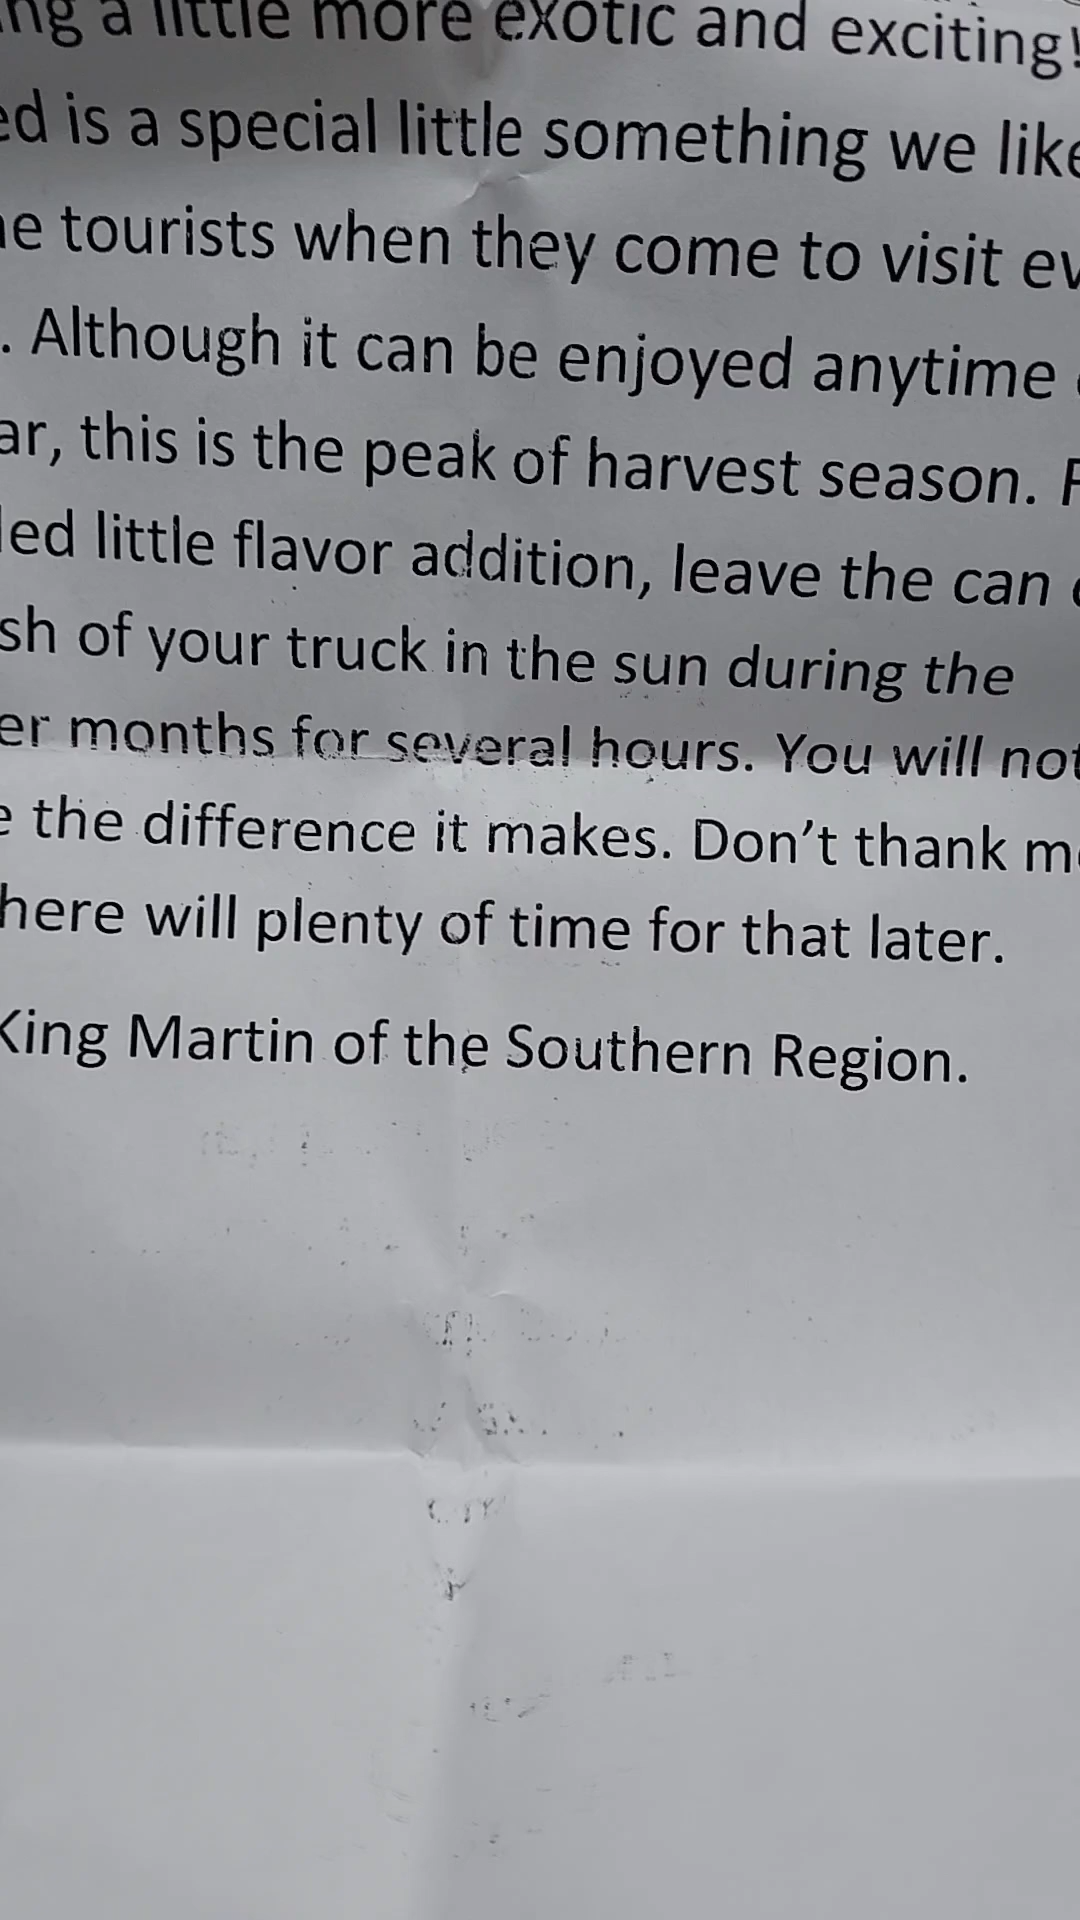 ng a little more exotic and exciting!
ed is a special little something we like
he tourists when they come to visit ev
. Although it can be enjoyed anytime
ar, this is the peak of harvest season. F
led little flavor addition, leave the can
sh of your truck in the sun during the
er months for several hours. You will not
e the difference it makes. Don't thank me
here will plenty of time for that later.
King Martin of the Southern Region.